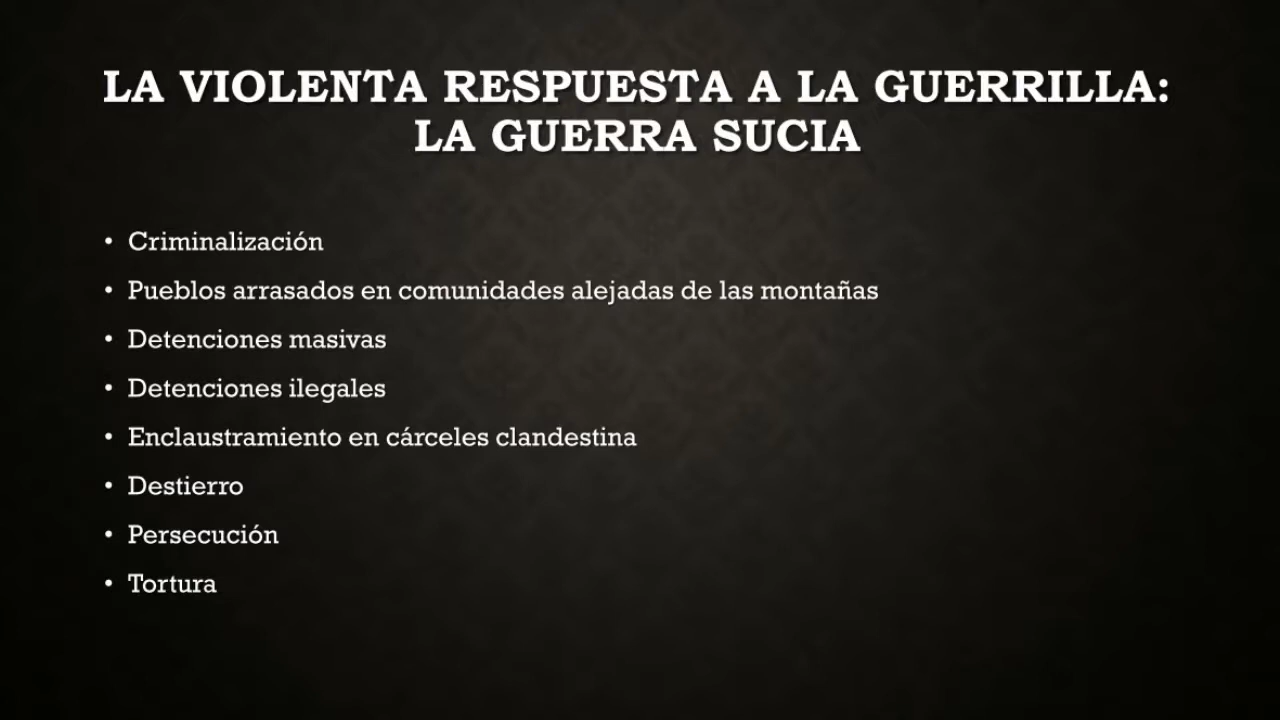 LA VIOLENTA RESPUESTA A LA GUERRILLA:
LA GUERRA SUCIA
• Criminalización
• Pueblos arrasados en comunidades alejadas de las montañas
• Detenciones masivas
• Detenciones ilegales
• Enclaustramiento en cárceles clandestina
• Destierro
• Persecución
• Tortura